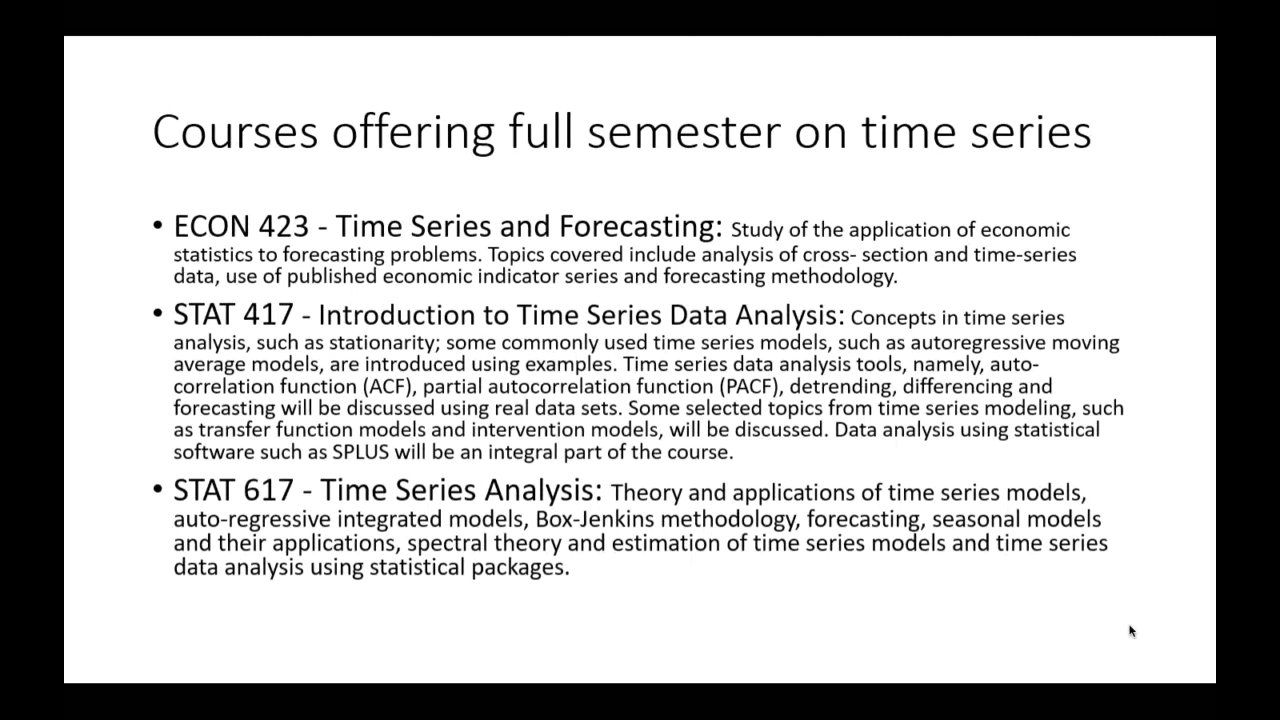 Courses offering full semester on time series
• ECON 423 - Time Series and Forecasting: Study of the application of economic
statistics to forecasting problems. Topics covered include analysis of cross- section and time-series
data, use of published economic indicator series and forecasting methodology.
• STAT 417 - Introduction to Time Series Data Analysis: Concepts in time series
analysis, such as stationarity; some commonly used time series models, such as autoregressive moving
average models, are introduced using examples. Time series data analysis tools, namely, auto-
correlation function (ACF), partial autocorrelation function (PACF), detrending, differencing and
forecasting will be discussed using real data sets. Some selected topics from time series modeling, such
as transfer function models and intervention models, will be discussed. Data analysis using statistical
software such as SPLUS will be an integral part of the course.
• STAT 617 - Time Series Analysis: Theory and applications of time series models,
auto-regressive integrated models, Box-Jenkins methodology, forecasting, seasonal models
and their applications, spectral theory and estimation of time series models and time series
data analysis using statistical packages.